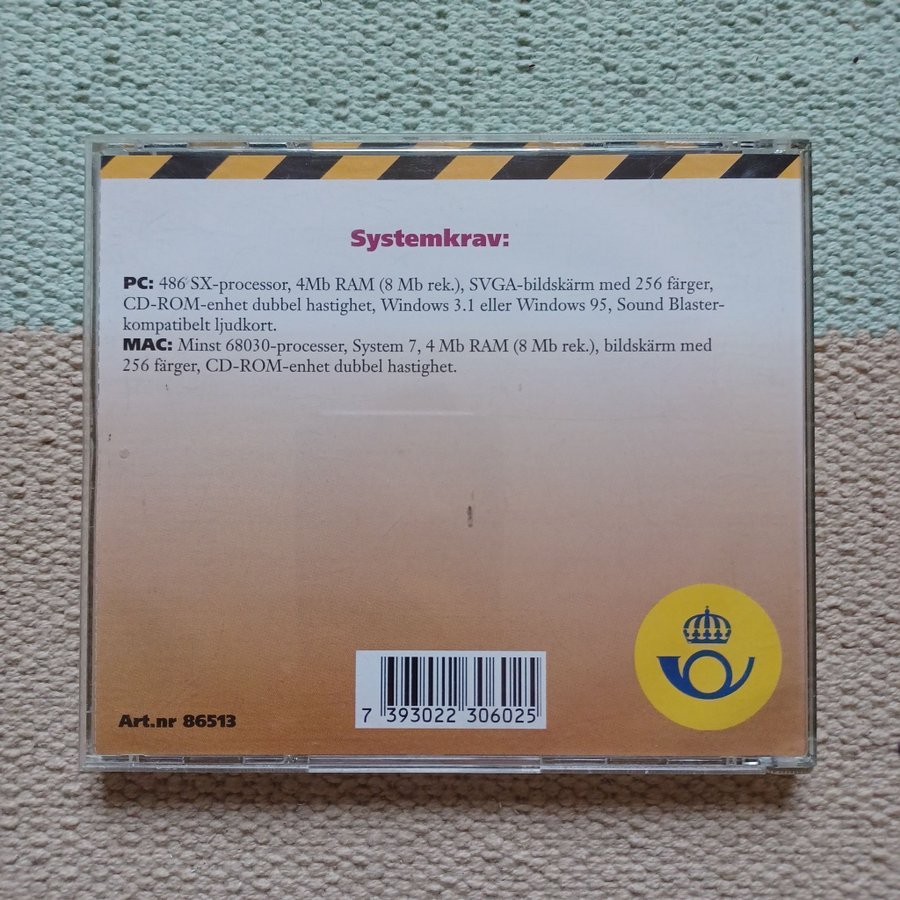 Systemkrav:
PC: 486 SX-processor, 4Mb RAM (8 Mb rek.), SVGA-bildskärm med 256 färger,
CD-ROM-enhet dubbel hastighet, Windows 3.1 eller Windows 95, Sound Blaster-
kompatibelt ljudkort.
MAC: Minst 68030-processer, System 7, 4 Mb RAM (8 Mb rek.), bildskärm med
256 färger, CD-ROM-enhet dubbel hastighet.
Art.nr 86513
7 393022 306025